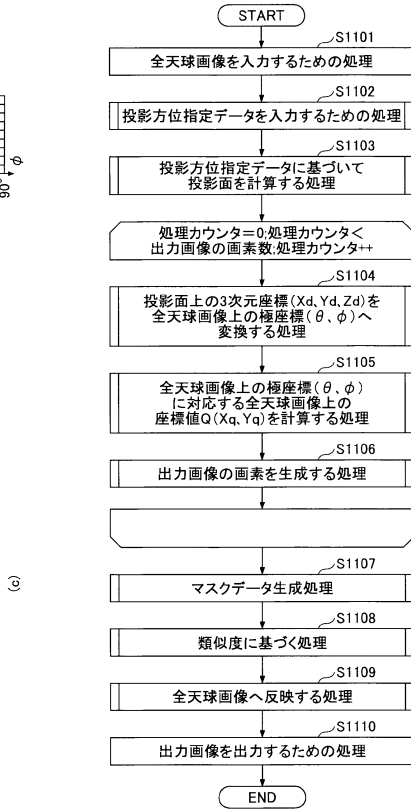 START
S1101
全天球画像を入力するための処理
S1102
投影方位指定データを入力するための処理
S1103
投影方位指定データに基づいて
投影面を計算する処理
処理カウンタ=0;処理カウンタ<
出力画像の画素数;処理カウンタ++
S1104
投影面上の3次元座標(Xd,Yd,Zd)を
全天球画像上の極座標(θ、φ)へ
変換する処理
S1105
全天球画像上の極座標(θ、φ)
に対応する全天球画像上の
座標値Q(Xq,Yq)を計算する処理
S1106
出力画像の画素を生成する処理
S1107
マスクデータ生成処理
S1108
類似度に基づく処理
S1109
全天球画像へ反映する処理
S1110
出力画像を出力するための処理
END
90°
φ
(c)